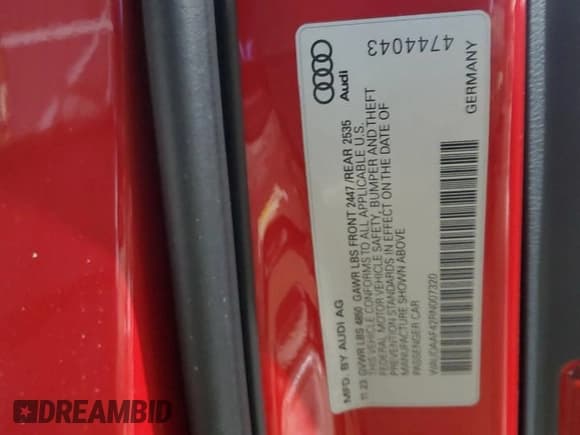 4744043
Audi
GERMANY
MFD. BY AUDI AG
11 23 GVWR LBS 4850 GAWR LBS FRONT 2447 /REAR 2535
THIS VEHICLE CONFORMS TO ALL APPLICABLE U.S.
FEDERAL MOTOR VEHICLE SAFETY, BUMPER AND THEFT
PREVENTION STANDARDS IN EFFECT ON THE DATE OF
MANUFACTURE SHOWN ABOVE
PASSENGER CAR
WAUDAAF42RN007320
DREAMBID